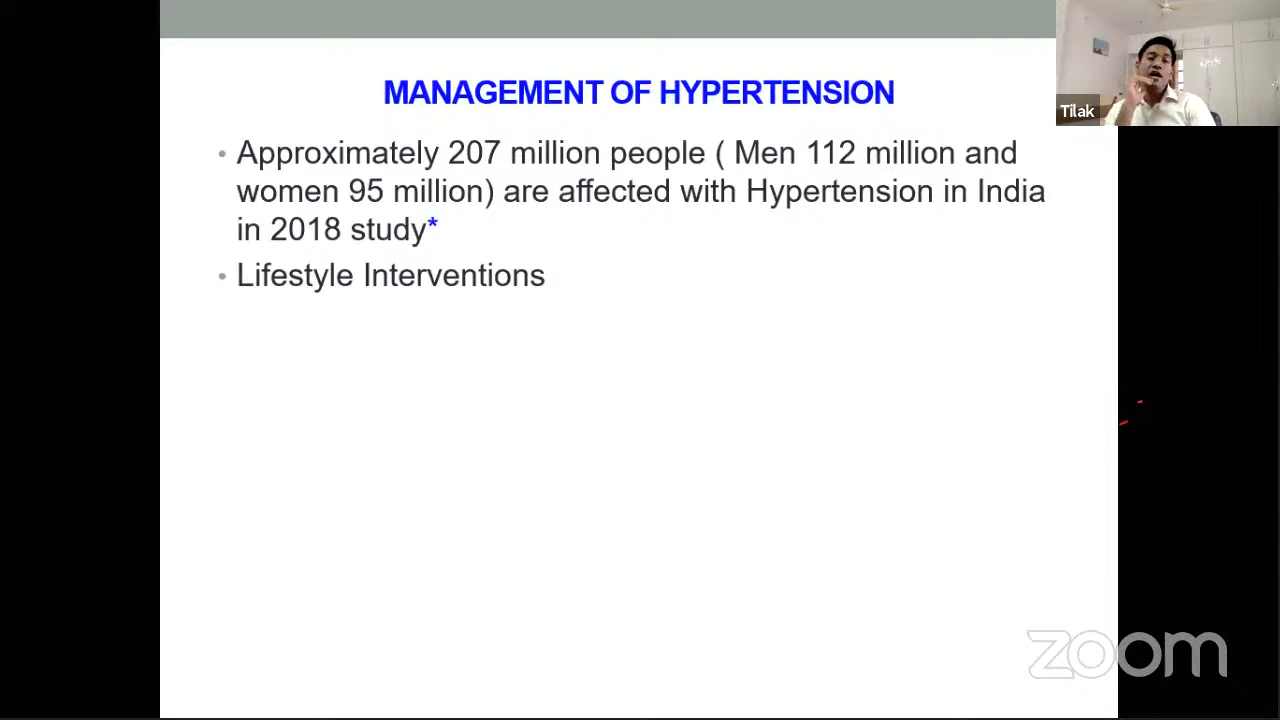 MANAGEMENT OF HYPERTENSION
Tilak
• Approximately 207 million people ( Men 112 million and
women 95 million) are affected with Hypertension in India
in 2018 study*
• Lifestyle Interventions
zoom